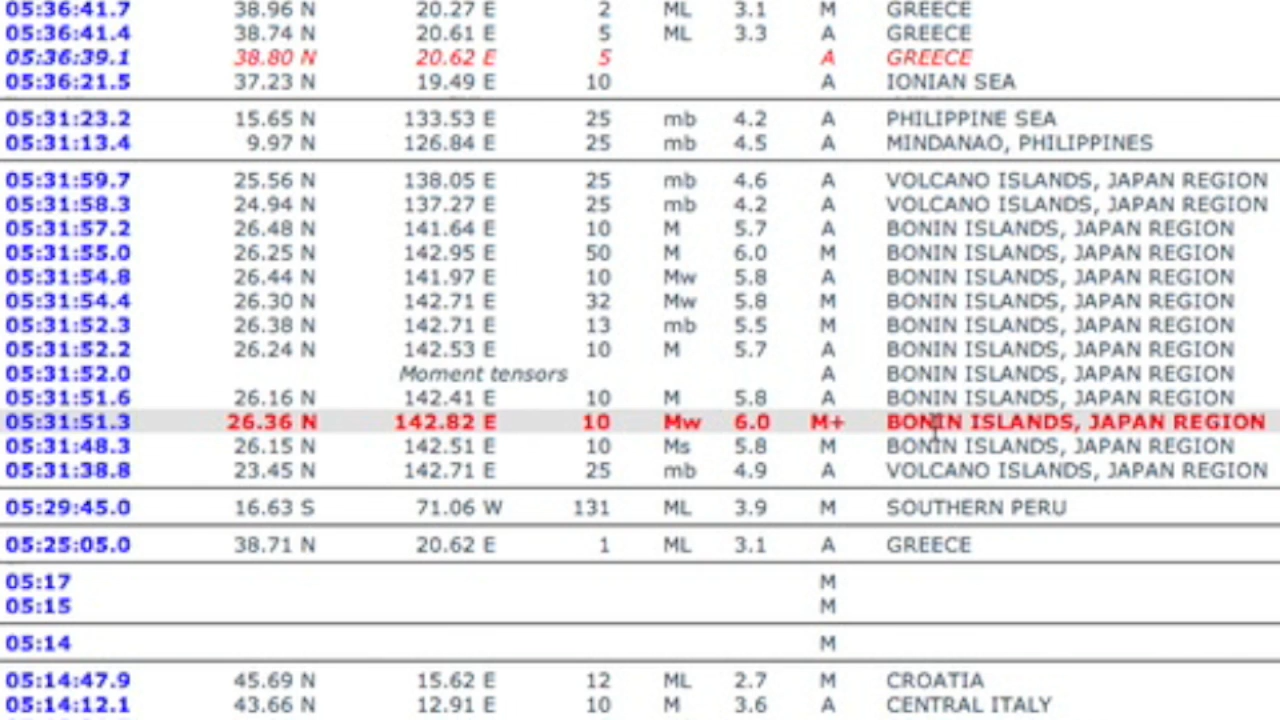 05:36:41.7 38.96 N 20.27 E 2 ML 3.1 M GREECE
05:36:41.4 38.74 N 20.61 E 5 ML 3.3 A GREECE
05:36:39.1 38.80 N 20.62 E 5 A GREECE
05:36:21.5 37.23 N 19.49 E 10 A IONIAN SEA
05:31:23.2 15.65 N 133.53 E 25 mb 4.2 A PHILIPPINE SEA
05:31:13.4 9.97 N 126.84 E 25 mb 4.5 A MINDANAO, PHILIPPINES
05:31:59.7 25.56 N 138.05 E 25 mb 4.6 A VOLCANO ISLANDS, JAPAN REGION
05:31:58.3 24.94 N 137.27 E 25 mb 4.2 A VOLCANO ISLANDS, JAPAN REGION
05:31:57.2 26.48 N 141.64 E 10 M 5.7 A BONIN ISLANDS, JAPAN REGION
05:31:55.0 26.25 N 142.95 E 50 M 6.0 M BONIN ISLANDS, JAPAN REGION
05:31:54.8 26.44 N 141.97 E 10 Mw 5.8 A BONIN ISLANDS, JAPAN REGION
05:31:54.4 26.30 N 142.71 E 32 Mw 5.8 M BONIN ISLANDS, JAPAN REGION
05:31:52.3 26.38 N 142.71 E 13 mb 5.5 M BONIN ISLANDS, JAPAN REGION
05:31:52.2 26.24 N 142.53 E 10 M 5.7 A BONIN ISLANDS, JAPAN REGION
05:31:52.0 Moment tensors A BONIN ISLANDS, JAPAN REGION
05:31:51.6 26.16 N 142.41 E 10 M 5.8 A BONIN ISLANDS, JAPAN REGION
05:31:51.3 26.36 N 142.82 E 10 Mw 6.0 M+ BONIN ISLANDS, JAPAN REGION
05:31:48.3 26.15 N 142.51 E 10 Ms 5.8 M BONIN ISLANDS, JAPAN REGION
05:31:38.8 23.45 N 142.71 E 25 mb 4.9 A VOLCANO ISLANDS, JAPAN REGION
05:29:45.0 16.63 S 71.06 W 131 ML 3.9 M SOUTHERN PERU
05:25:05.0 38.71 N 20.62 E 1 ML 3.1 A GREECE
05:17 M
05:15 M
05:14 M
05:14:47.9 45.69 N 15.62 E 12 ML 2.7 M CROATIA
05:14:12.1 43.66 N 12.91 E 10 M 3.6 A CENTRAL ITALY